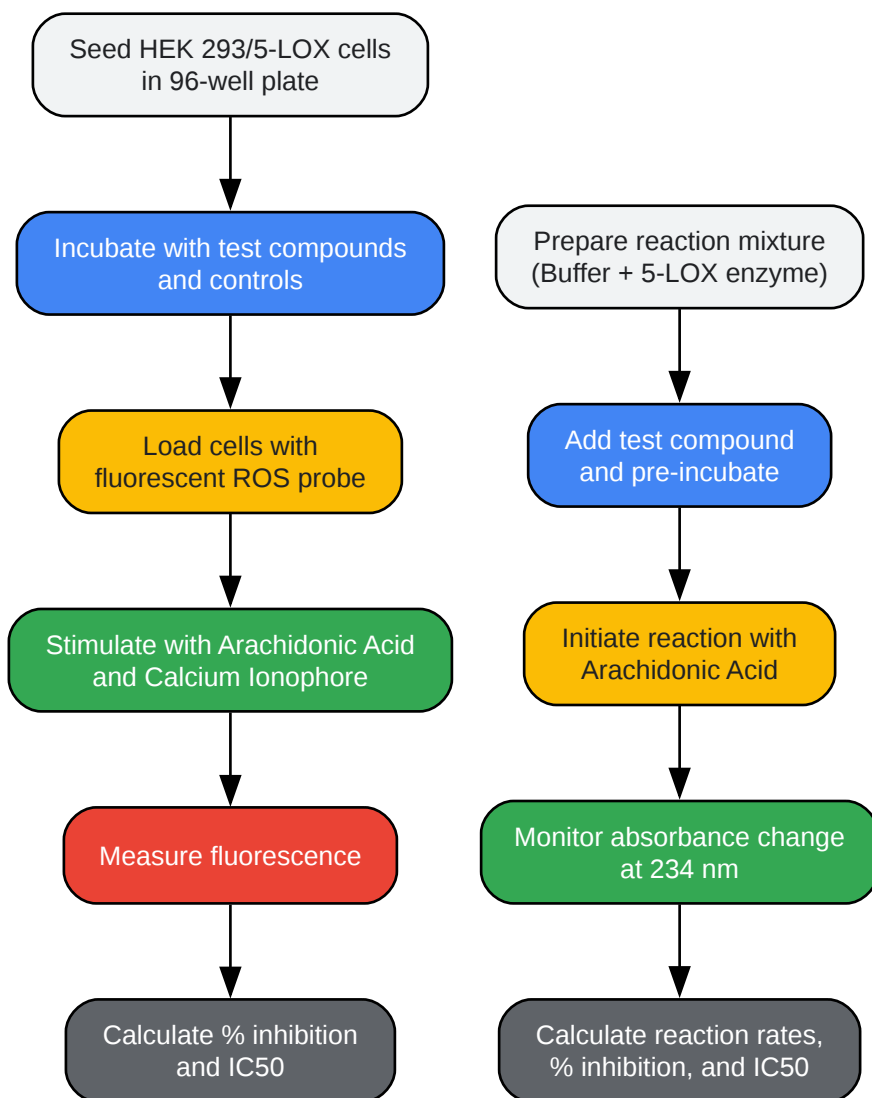 Seed HEK 293/5-LOX cells
in 96-well plate
Incubate with test compounds
and controls
Load cells with
fluorescent ROS probe
Stimulate with Arachidonic Acid
and Calcium Ionophore
Measure fluorescence
Calculate % inhibition
and IC50
Prepare reaction mixture
(Buffer + 5-LOX enzyme)
Add test compound
and pre-incubate
Initiate reaction with
Arachidonic Acid
Monitor absorbance change
at 234 nm
Calculate reaction rates,
% inhibition, and IC50